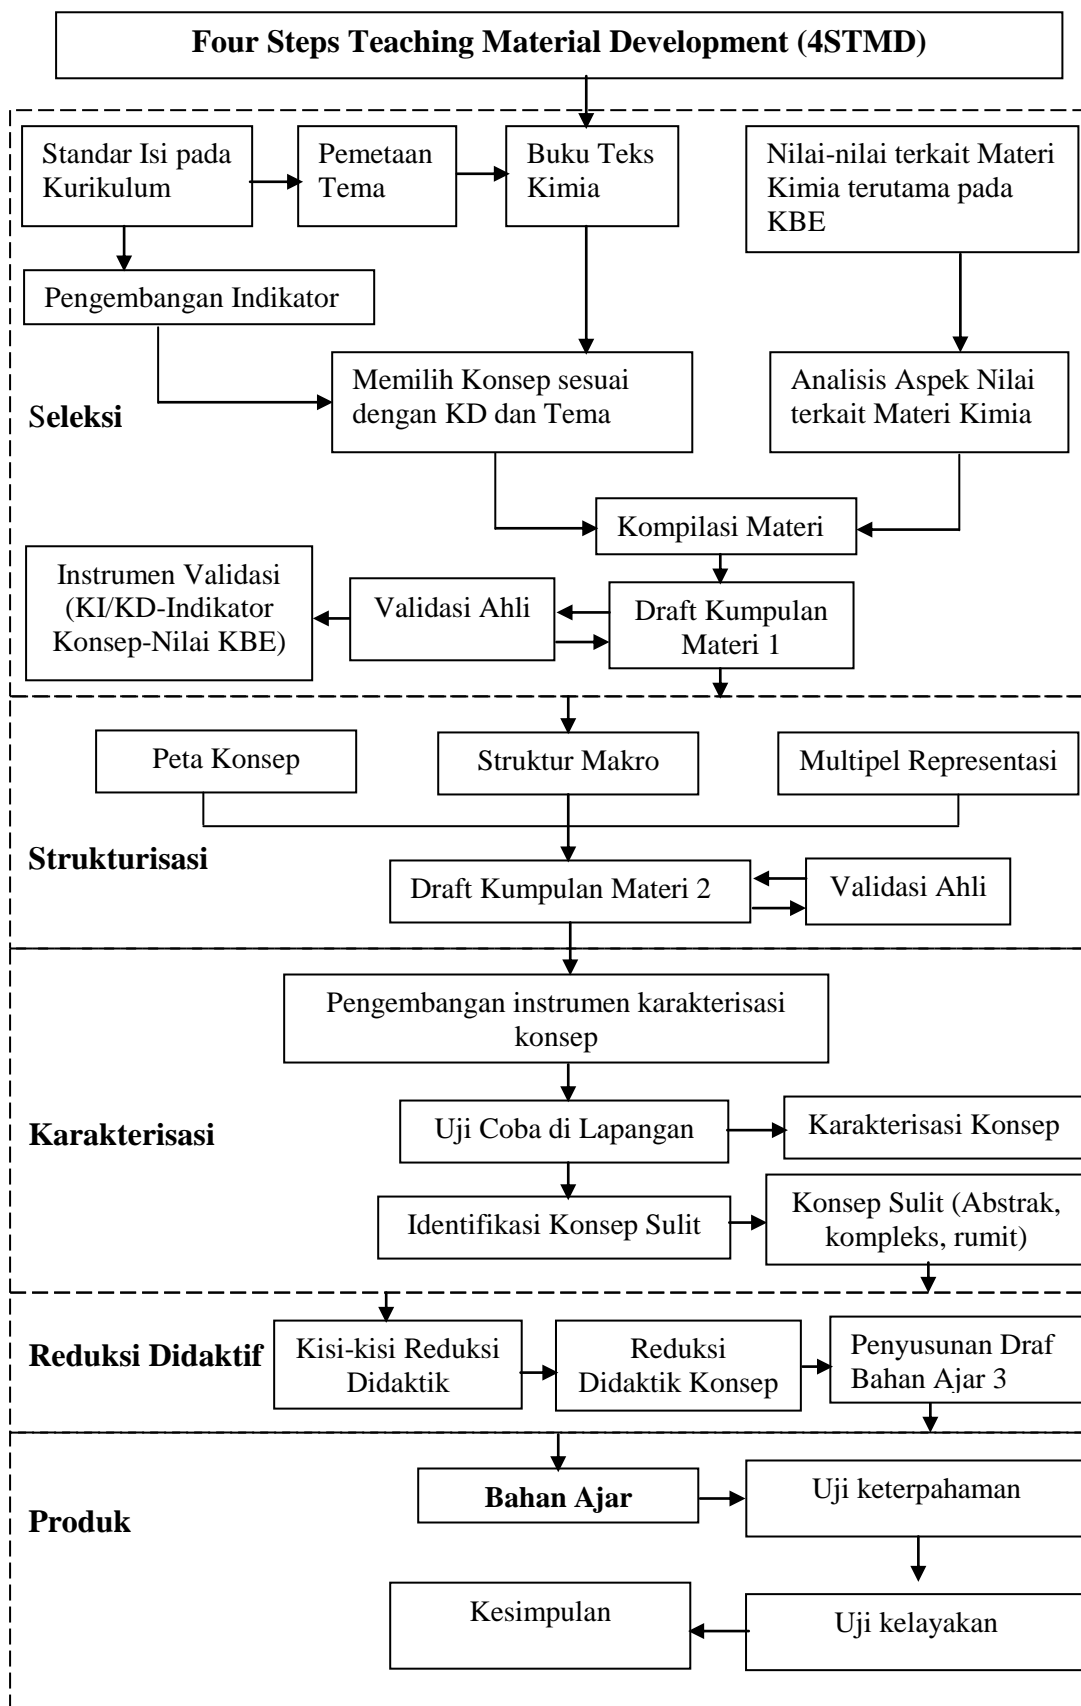 Four Steps Teaching Material Development (4STMD)
Standar Isi pada
Kurikulum
Pemetaan
Tema
Buku Teks
Kimia
Nilai-nilai terkait Materi
Kimia terutama pada
KBE
Pengembangan Indikator
Memilih Konsep sesuai
dengan KD dan Tema
Analisis Aspek Nilai
terkait Materi Kimia
Seleksi
Kompilasi Materi
Instrumen Validasi
(KI/KD-Indikator
Konsep-Nilai KBE)
Validasi Ahli
Draft Kumpulan
Materi 1
Peta Konsep
Struktur Makro
Multipel Representasi
Strukturisasi
Draft Kumpulan Materi 2
Validasi Ahli
Pengembangan instrumen karakterisasi
konsep
Karakterisasi
Uji Coba di Lapangan
Karakterisasi Konsep
Identifikasi Konsep Sulit
Konsep Sulit (Abstrak,
kompleks, rumit)
Reduksi Didaktif
Kisi-kisi Reduksi
Didaktik
Reduksi
Didaktik Konsep
Penyusunan Draf
Bahan Ajar 3
Produk
Bahan Ajar
Uji keterpahaman
Kesimpulan
Uji kelayakan